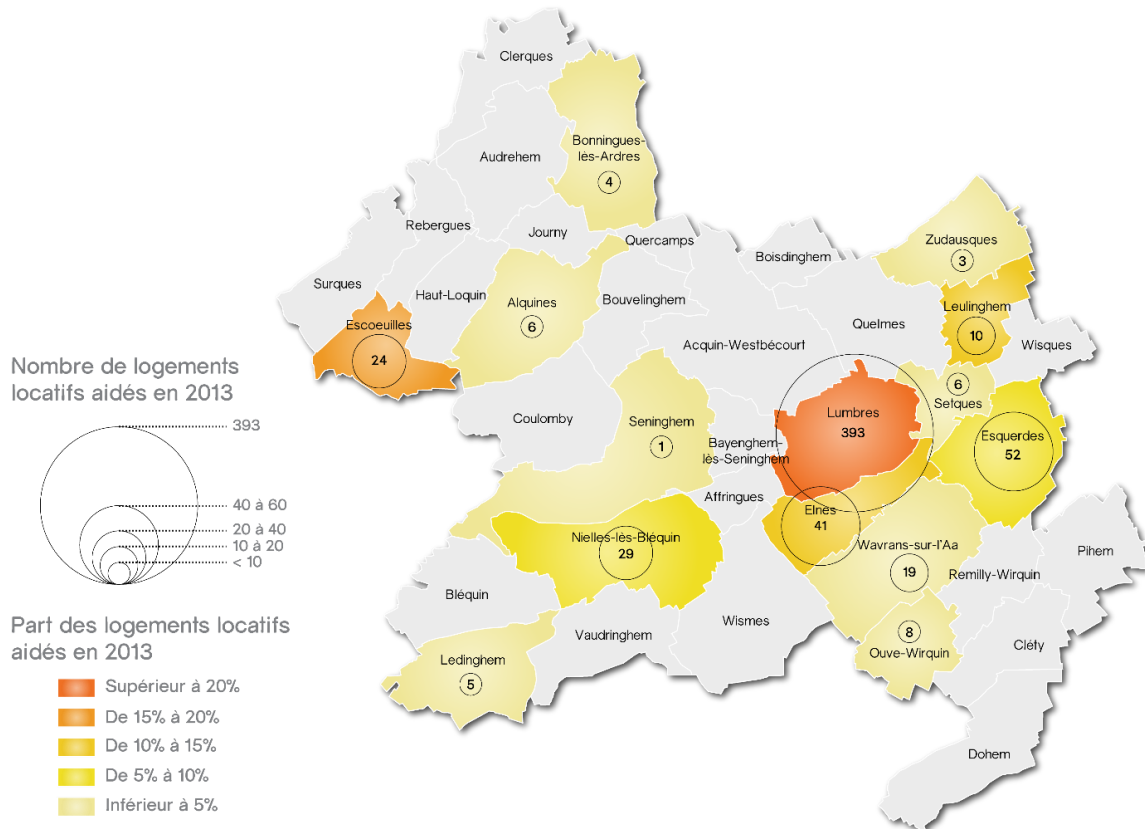 Clerques
Bonningues-
lès-Ardres
4
Audrehem
Rebergues
Journy
Quercamps
Boisdinghem
Zudausques
3
Surques
Haut-Loquin
Alquines
6
Bouvelinghem
Quelmes
Leulinghem
10
Wisques
Escoeuilles
24
Acquin-Westbécourt
6
Setques
Coulomby
Seninghem
1
Bayenghem-
lès-Seninghem
Lumbres
393
Esquerdes
52
Affringues
Elnes
41
Nielles-lès-Bléquin
29
Wavrans-sur-l'Aa
19
Remilly-Wirquin
Pihem
Bléquin
Vaudringhem
Wismes
8
Ouve-Wirquin
Cléty
Ledinghem
5
Dohem
Nombre de logements
locatifs aidés en 2013
393
40 à 60
20 à 40
10 à 20
< 10
Part des logements locatifs
aidés en 2013
Supérieur à 20%
De 15% à 20%
De 10% à 15%
De 5% à 10%
Inférieur à 5%